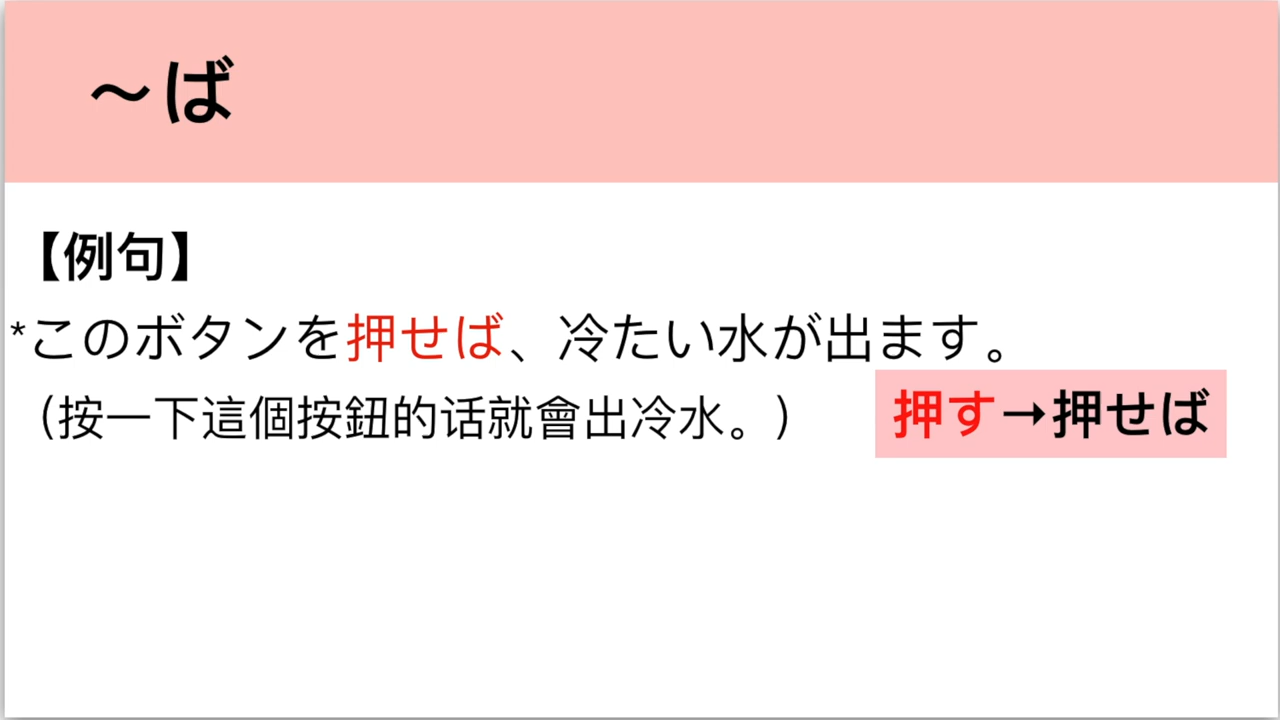 ～ば
【例句】
*このボタンを押せば、冷たい水が出ます。
（按一下這個按鈕的话就會出冷水。）
押す→押せば